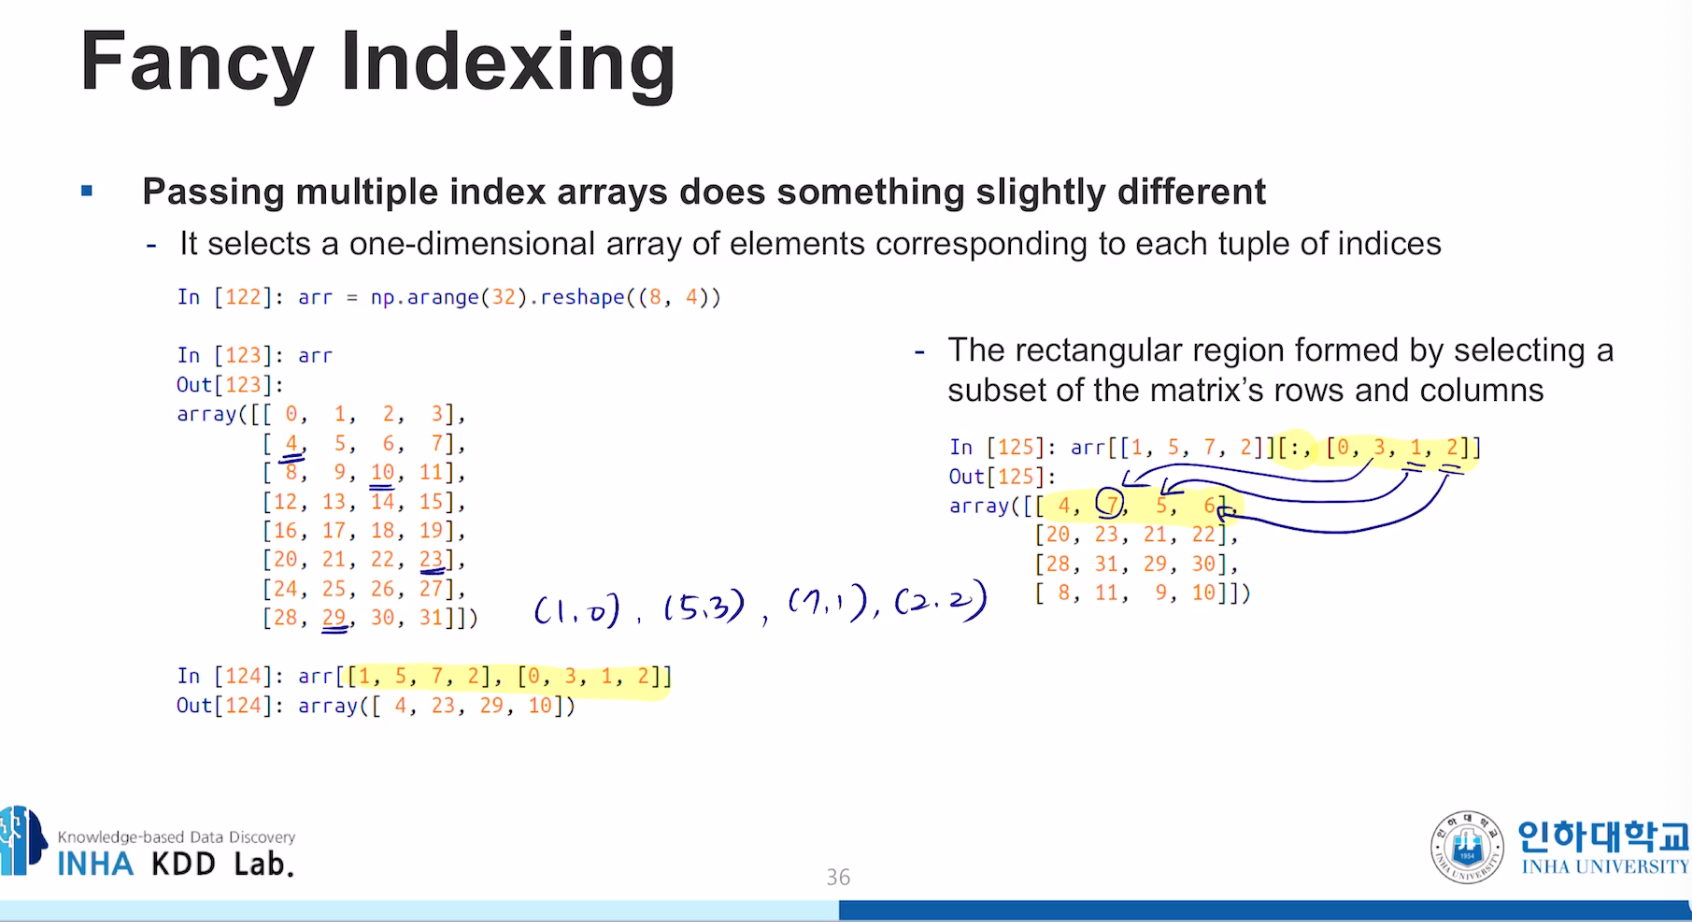 Fancy Indexing
▪ Passing multiple index arrays does something slightly different
- It selects a one-dimensional array of elements corresponding to each tuple of indices
In [122]: arr = np.arange(32).reshape((8, 4))
In [123]: arr
Out[123]:
array([[ 0, 1, 2, 3],
[ 4, 5, 6, 7],
[ 8, 9, 10, 11],
[12, 13, 14, 15],
[16, 17, 18, 19],
[20, 21, 22, 23],
[24, 25, 26, 27],
[28, 29, 30, 31]])
(1, 0), (5,3), (7,1), (2,2)
In [124]: arr[[1, 5, 7, 2], [0, 3, 1, 2]]
Out[124]: array([ 4, 23, 29, 10])
- The rectangular region formed by selecting a
subset of the matrix's rows and columns
In [125]: arr[[1, 5, 7, 2]][:, [0, 3, 1, 2]]
Out[125]:
array([[ 4, 7, 5, 6],
[20, 23, 21, 22],
[28, 31, 29, 30],
[ 8, 11, 9, 10]])
Knowledge-based Data Discovery
INHA KDD Lab.
36
인하대학교
INHA UNIVERSITY
인하대학교
1954
INHA UNIVERSITY